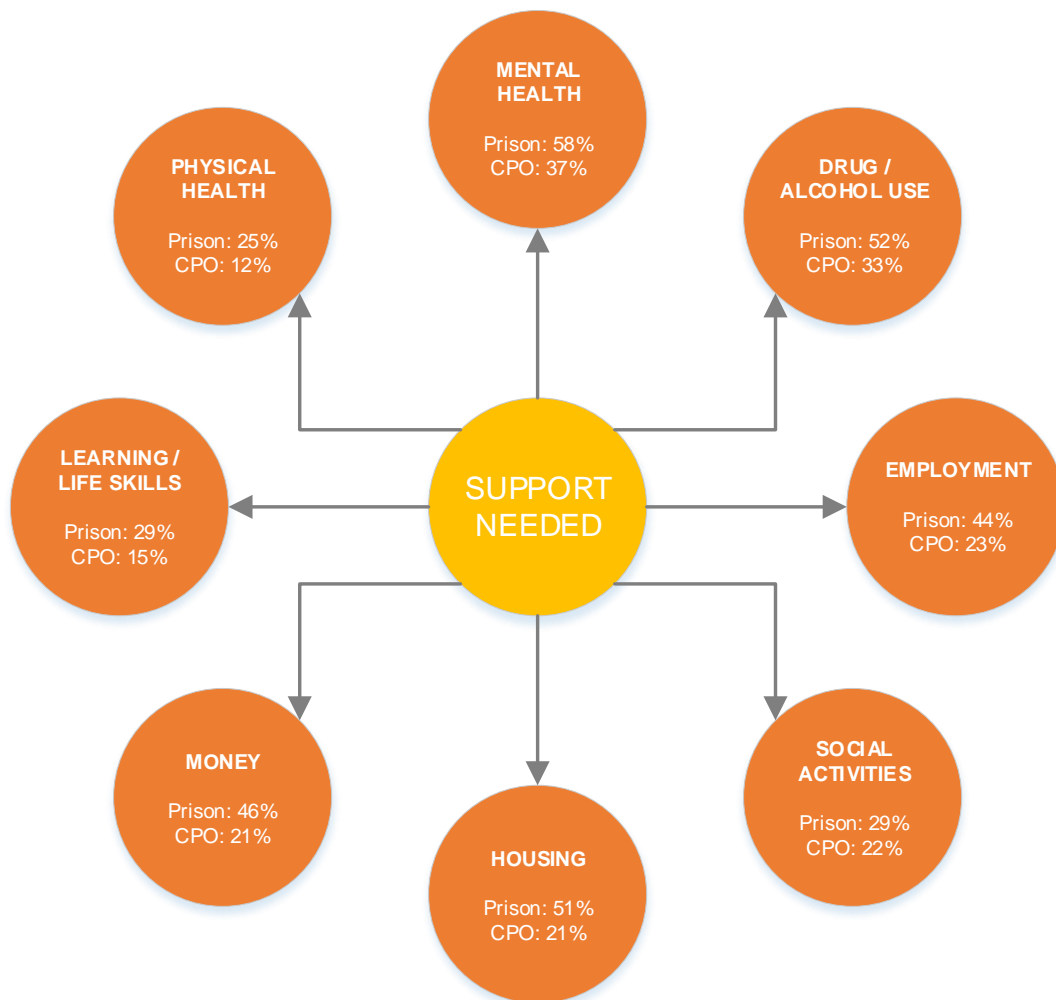 MENTAL
HEALTH
Prison: 58%
CPO: 37%
PHYSICAL
HEALTH
Prison: 25%
CPO: 12%
DRUG /
ALCOHOL USE
Prison: 52%
CPO: 33%
LEARNING /
LIFE SKILLS
Prison: 29%
CPO: 15%
SUPPORT
NEEDED
EMPLOYMENT
Prison: 44%
CPO: 23%
MONEY
Prison: 46%
CPO: 21%
HOUSING
Prison: 51%
CPO: 21%
SOCIAL
ACTIVITIES
Prison: 29%
CPO: 22%